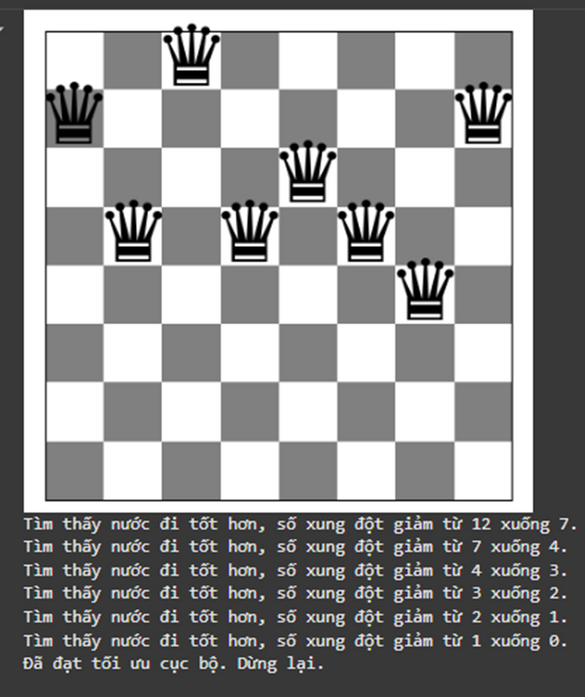 Tìm thấy nước đi tốt hơn, số xung đột giảm từ 12 xuống 7.
Tìm thấy nước đi tốt hơn, số xung đột giảm từ 7 xuống 4.
Tìm thấy nước đi tốt hơn, số xung đột giảm từ 4 xuống 3.
Tìm thấy nước đi tốt hơn, số xung đột giảm từ 3 xuống 2.
Tìm thấy nước đi tốt hơn, số xung đột giảm từ 2 xuống 1.
Tìm thấy nước đi tốt hơn, số xung đột giảm từ 1 xuống 0.
Đã đạt tối ưu cục bộ. Dừng lại.